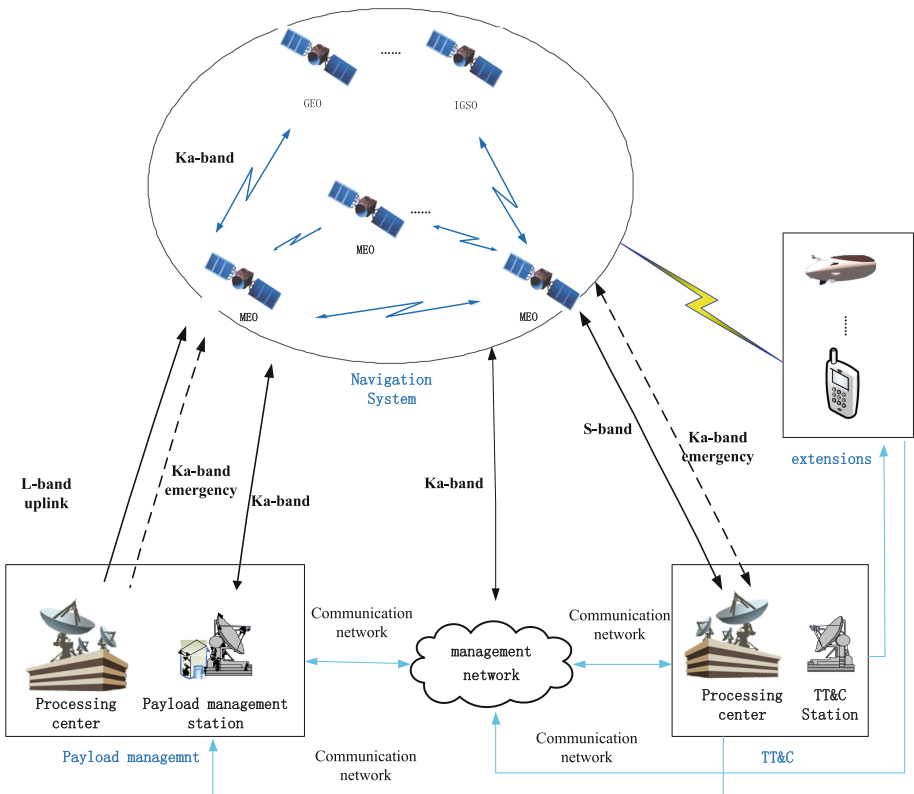 ......
GEO
IGSO
Ka-band
......
MEO
MEO
MEO
Navigation
System
......
extensions
S-band
Ka-band
emergency
L-band
uplink
Ka-band
emergency
Ka-band
Ka-band
Communication
network
Communication
network
management
network
Processing
center
Payload management
station
Processing
center
TT&C
Station
Payload managemnt
Communication
network
Communication
network
TT&C